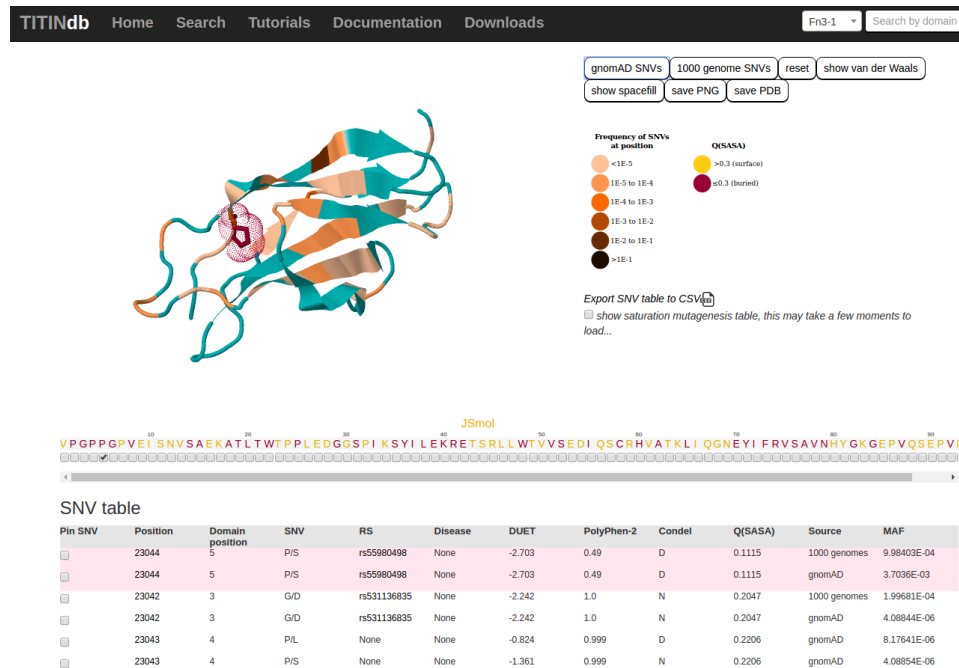 TITINdb Home Search Tutorials Documentation Downloads Fn3-1 Search by domain
gnomAD SNVs 1000 genome SNVs reset show van der Waals
show spacefill save PNG save PDB
Frequency of SNVs at position Q(SASA)
<1E-5 >0.3 (surface)
1E-5 to 1E-4 ≤0.3 (buried)
1E-4 to 1E-3
1E-3 to 1E-2
1E-2 to 1E-1
>1E-1
Export SNV table to CSV
show saturation mutagenesis table, this may take a few moments to
load...
JSmol
10 20 30 40 50 60 70 80 90
VPGPPGPVEISNVSAEKATLTWTPPLEDGGSPIKSYILEKRETSRLLWTVVSEDIQSCRHVATKLIQGNEYIFRVSAVNHYGKGEPVQSEPV
SNV table
Pin SNV Position Domain position SNV RS Disease DUET PolyPhen-2 Condel Q(SASA) Source MAF
23044 5 P/S rs55980498 None -2.703 0.49 D 0.1115 1000 genomes 9.98403E-04
23044 5 P/S rs55980498 None -2.703 0.49 D 0.1115 gnomAD 3.7036E-03
23042 3 G/D rs531136835 None -2.242 1.0 N 0.2047 1000 genomes 1.99681E-04
23042 3 G/D rs531136835 None -2.242 1.0 N 0.2047 gnomAD 4.08844E-06
23043 4 P/L None None -0.824 0.999 D 0.2206 gnomAD 8.17641E-06
23043 4 P/S None None -1.361 0.999 N 0.2206 gnomAD 4.08854E-06